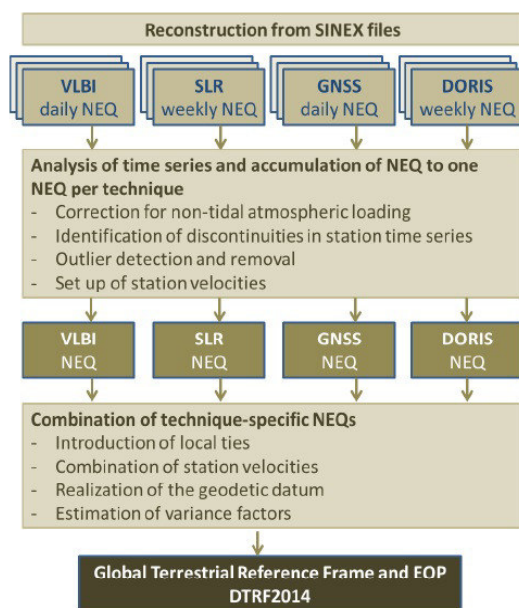 Reconstruction from SINEX files
VLBI SLR GNSS DORIS
daily NEQ weekly NEQ daily NEQ weekly NEQ
Analysis of time series and accumulation of NEQ to one
NEQ per technique
- Correction for non-tidal atmospheric loading
- Identification of discontinuities in station time series
- Outlier detection and removal
- Set up of station velocities
VLBI SLR GNSS DORIS
NEQ NEQ NEQ NEQ
Combination of technique-specific NEQs
- Introduction of local ties
- Combination of station velocities
- Realization of the geodetic datum
- Estimation of variance factors
Global Terrestrial Reference Frame and EOP
DTRF2014